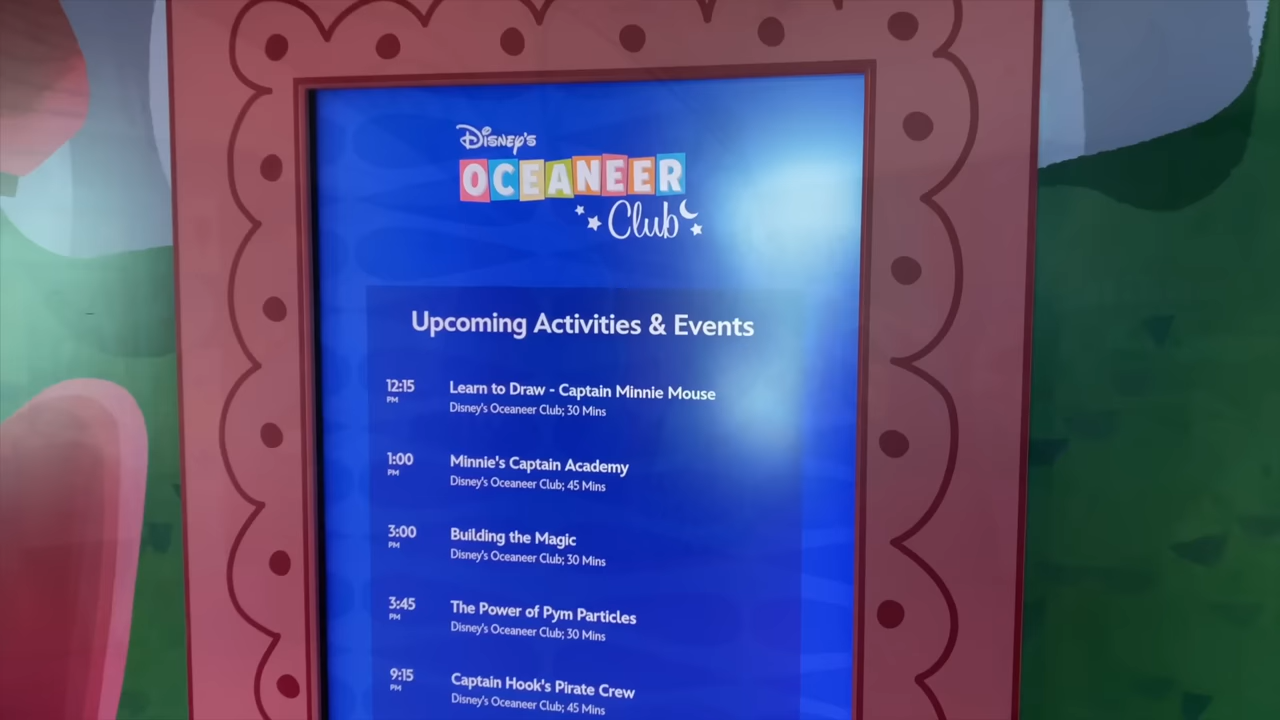 Disney's
OCEANEER
Club
Upcoming Activities & Events
12:15 PM
Learn to Draw - Captain Minnie Mouse
Disney's Oceaneer Club; 30 Mins
1:00 PM
Minnie's Captain Academy
Disney's Oceaneer Club; 45 Mins
3:00 PM
Building the Magic
Disney's Oceaneer Club; 30 Mins
3:45 PM
The Power of Pym Particles
Disney's Oceaneer Club; 30 Mins
9:15 PM
Captain Hook's Pirate Crew
Disney's Oceaneer Club; 45 Mins